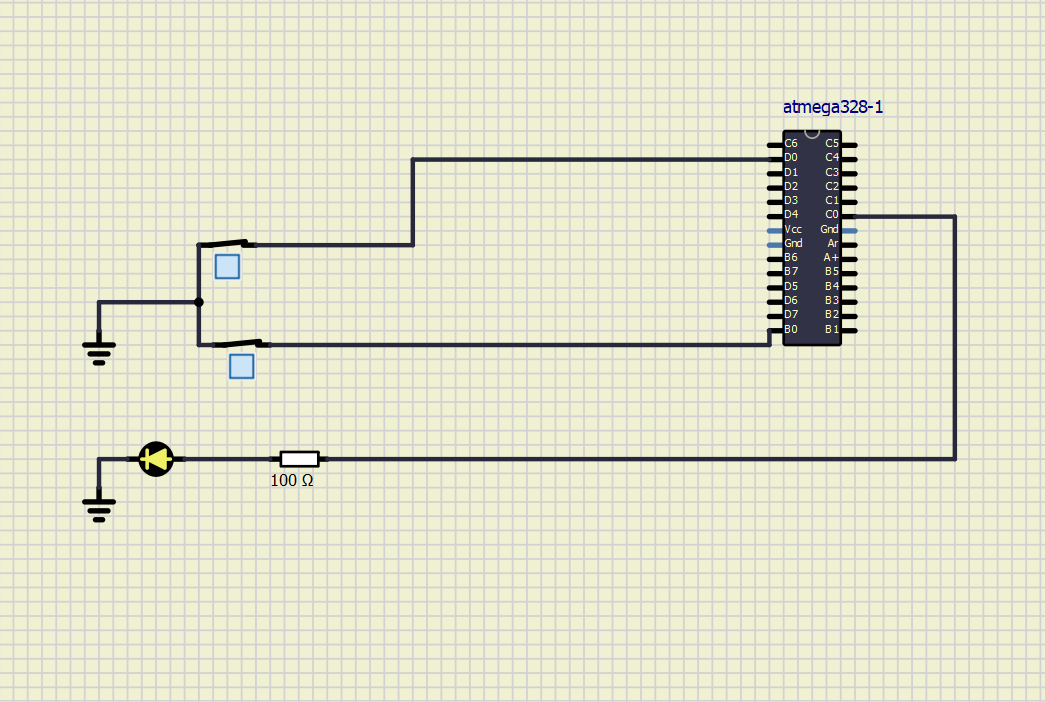 atmega328-1
C6 C5
D0 C4
D1 C3
D2 C2
D3 C1
D4 C0
Vcc Gnd
Gnd Ar
B6 A+
B7 B5
D5 B4
D6 B3
D7 B2
B0 B1
100 Ω